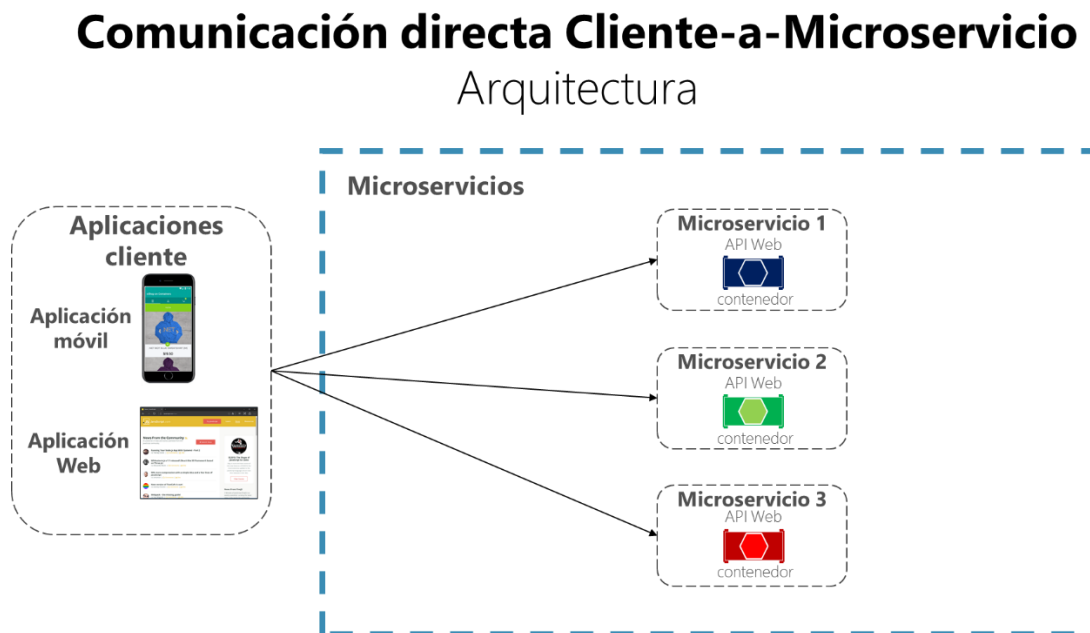 Comunicación directa Cliente-a-Microservicio
Arquitectura
Microservicios
Aplicaciones
cliente
Aplicación
móvil
Aplicación
Web
Microservicio 1
API Web
contenedor
Microservicio 2
API Web
contenedor
Microservicio 3
API Web
contenedor